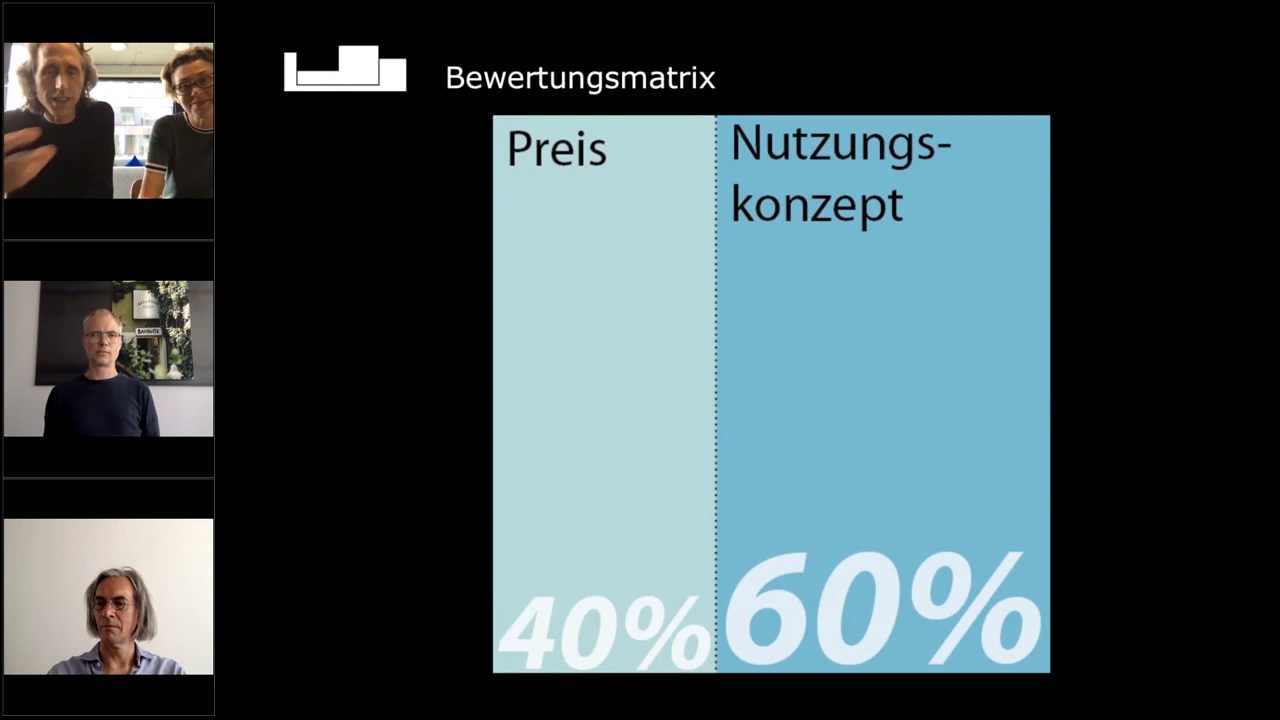 Bewertungsmatrix
Preis
Nutzungs-
konzept
40%
60%